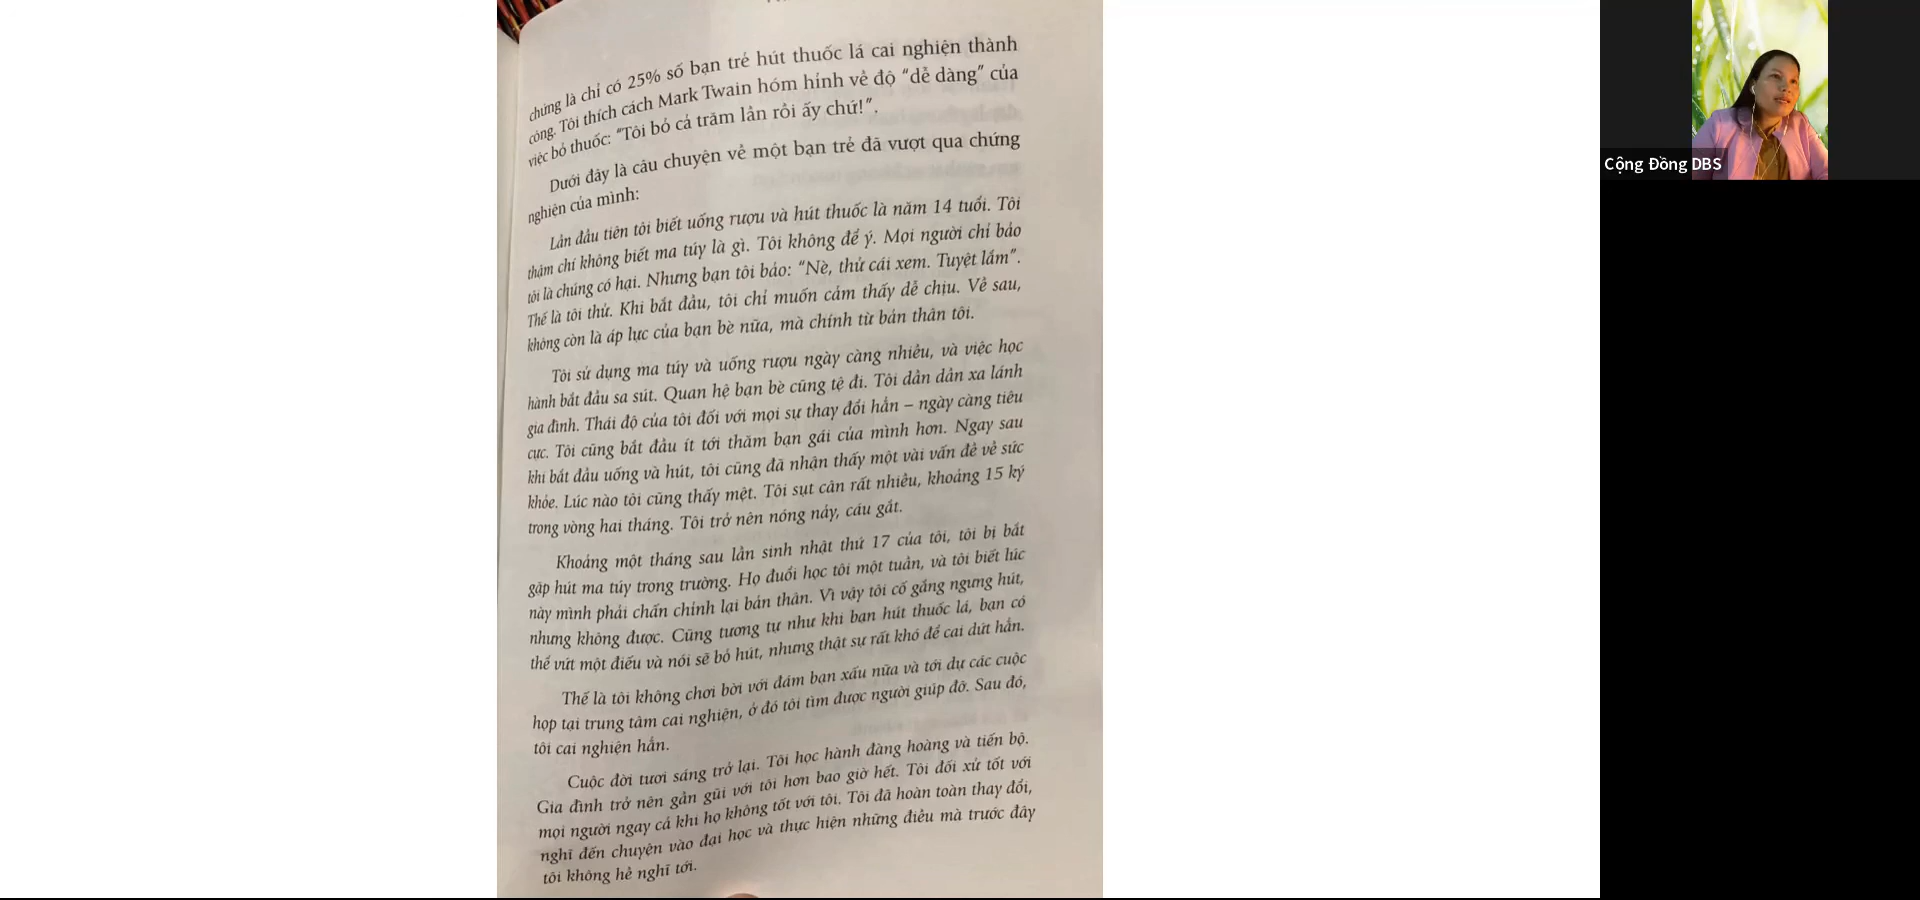 chứng là chỉ có 25% số bạn trẻ hút thuốc lá cai nghiện thành
công. Tôi thích cách Mark Twain hóm hỉnh về độ “dễ dàng” của
việc bỏ thuốc: “Tôi bỏ cả trăm lần rồi ấy chứ!”.
Dưới đây là câu chuyện về một bạn trẻ đã vượt qua chứng
nghiện của mình:
Lần đầu tiên tôi biết uống rượu và hút thuốc là năm 14 tuổi. Tôi
thậm chí không biết ma túy là gì. Tôi không để ý. Mọi người chỉ bảo
tôi là chúng có hại. Nhưng bạn tôi bảo: “Nè, thử cái xem. Tuyệt lắm”.
Thế là tôi thử. Khi bắt đầu, tôi chỉ muốn cảm thấy dễ chịu. Về sau,
không còn là áp lực của bạn bè nữa, mà chính từ bản thân tôi.
Tôi sử dụng ma túy và uống rượu ngày càng nhiều, và việc học
hành bắt đầu sa sút. Quan hệ bạn bè cũng tệ đi. Tôi dần dần xa lánh
gia đình. Thái độ của tôi đối với mọi sự thay đổi hẳn – ngày càng tiêu
cực. Tôi cũng bắt đầu ít tới thăm bạn gái của mình hơn. Ngay sau
khi bắt đầu uống và hút, tôi cũng đã nhận thấy một vài vấn đề về sức
khỏe. Lúc nào tôi cũng thấy mệt. Tôi sụt cân rất nhiều, khoảng 15 ký
trong vòng hai tháng. Tôi trở nên nóng nảy, cáu gắt.
Khoảng một tháng sau lần sinh nhật thứ 17 của tôi, tôi bị bắt
gặp hút ma túy trong trường. Họ đuổi học tôi một tuần, và tôi biết lúc
này mình phải chấn chỉnh lại bản thân. Vì vậy tôi cố gắng ngưng hút,
nhưng không được. Cũng tương tự như khi bạn hút thuốc lá, bạn có
thể vứt một điếu và nói sẽ bỏ hút, nhưng thật sự rất khó để cai dứt hẳn.
Thế là tôi không chơi bời với đám bạn xấu nữa và tới dự các cuộc
họp tại trung tâm cai nghiện, ở đó tôi tìm được người giúp đỡ. Sau đó,
tôi cai nghiện hẳn.
Cuộc đời tươi sáng trở lại. Tôi học hành đàng hoàng và tiến bộ.
Gia đình trở nên gần gũi với tôi hơn bao giờ hết. Tôi đối xử tốt với
mọi người ngay cả khi họ không tốt với tôi. Tôi đã hoàn toàn thay đổi,
nghĩ đến chuyện vào đại học và thực hiện những điều mà trước đây
tôi không hề nghĩ tới.
Cộng Đồng DBS